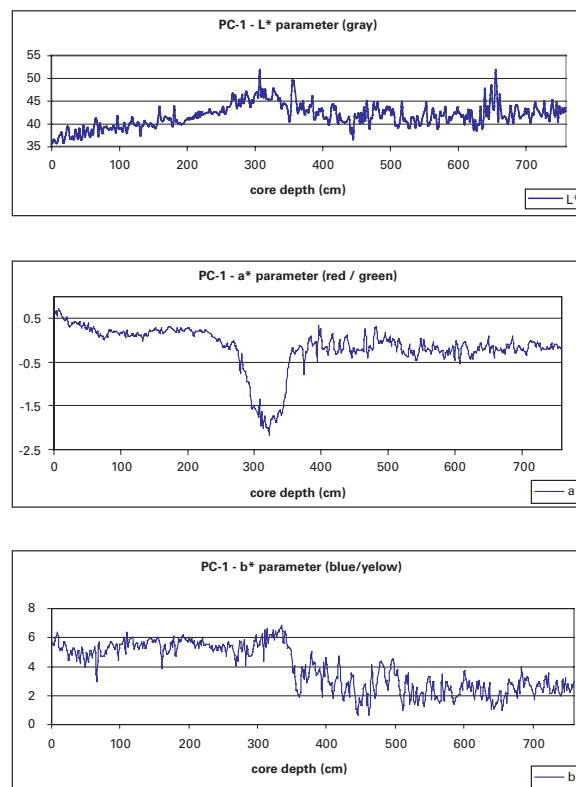 PC-1 - L* parameter (gray)
55
50
45
40
35
0 100 200 300 400 500 600 700
core depth (cm)
L*
PC-1 - a* parameter (red / green)
0.5
-0.5
-1.5
-2.5
0 100 200 300 400 500 600 700
core depth (cm)
a
PC-1 - b* parameter (blue/yelow)
8
6
4
2
0
0 100 200 300 400 500 600 700
core depth (cm)
b